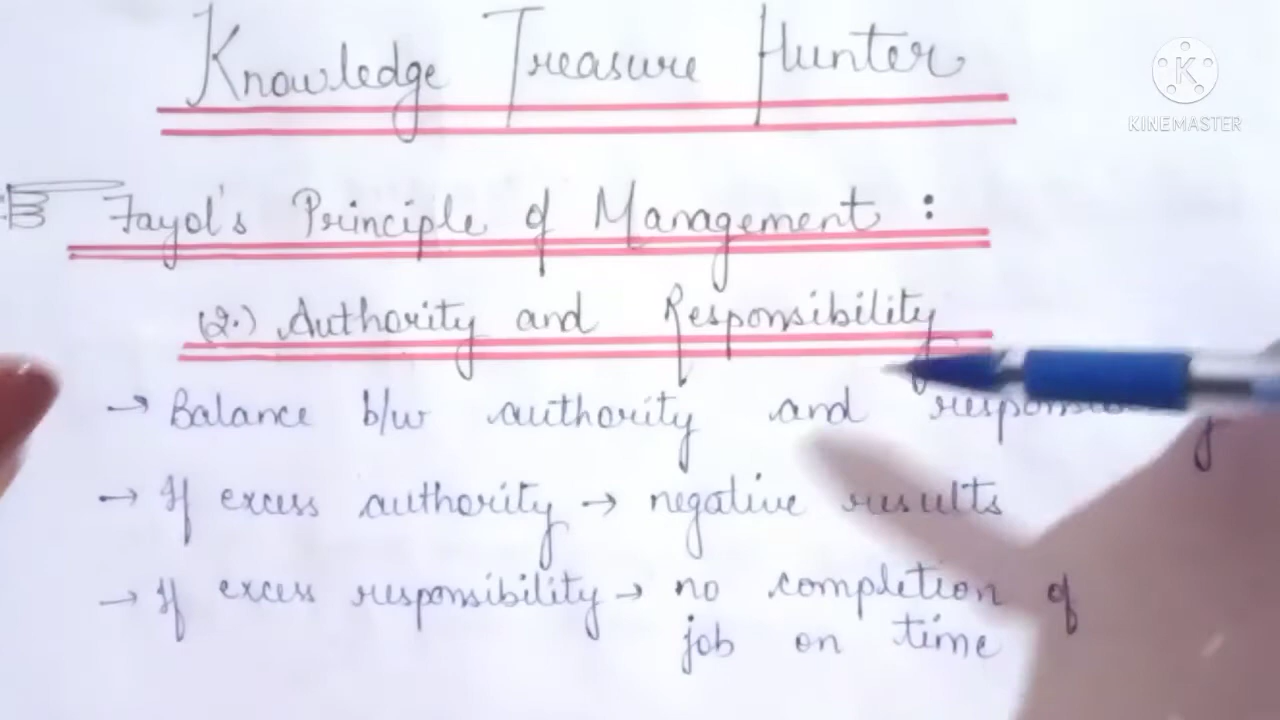 Knowledge Treasure Hunter
KINEMASTER
Fayol's Principle of Management :
(2.) Authority and Responsibility
→ Balance b/w authority and
→ If excess authority → negative results
→ If excess responsibility → no completion of
job on time